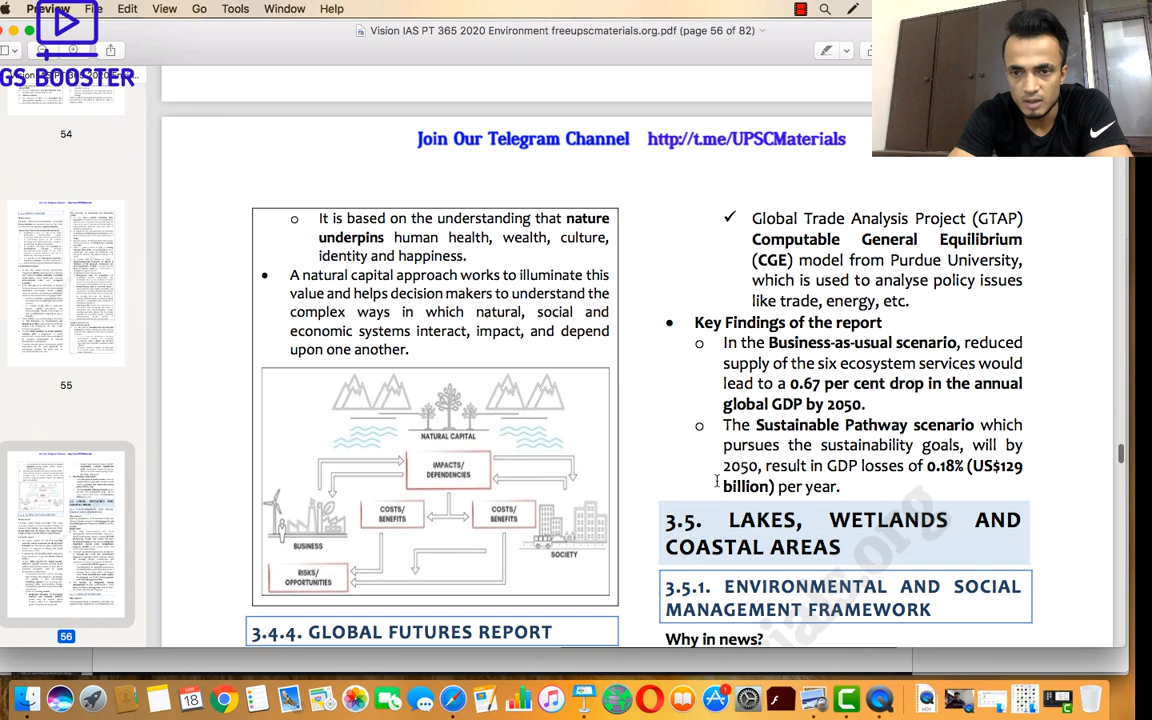 Preview File Edit View Go Tools Window Help
Vision IAS PT 365 2020 Environment freeupscmaterials.org.pdf (page 56 of 82)
GS BOOSTER
54
55
56
Join Our Telegram Channel http://t.me/UPSCMaterials
o It is based on the understanding that nature
underpins human health, wealth, culture,
identity and happiness.
• A natural capital approach works to illuminate this
value and helps decision makers to understand the
complex ways in which natural, social and
economic systems interact, impact, and depend
upon one another.
NATURAL CAPITAL
IMPACTS/
DEPENDENCIES
COSTS/
BENEFITS
COSTS/
BENEFITS
BUSINESS
SOCIETY
RISKS/
OPPORTUNITIES
3.4.4. GLOBAL FUTURES REPORT
✓ Global Trade Analysis Project (GTAP)
Computable General Equilibrium
(CGE) model from Purdue University,
which is used to analyse policy issues
like trade, energy, etc.
• Key Findings of the report
o In the Business-as-usual scenario, reduced
supply of the six ecosystem services would
lead to a 0.67 per cent drop in the annual
global GDP by 2050.
o The Sustainable Pathway scenario which
pursues the sustainability goals, will by
2050, result in GDP losses of 0.18% (US$129
billion) per year.
3.5. LAKES, WETLANDS AND
COASTAL AREAS
3.5.1. ENVIRONMENTAL AND SOCIAL
MANAGEMENT FRAMEWORK
Why in news?
APR
18